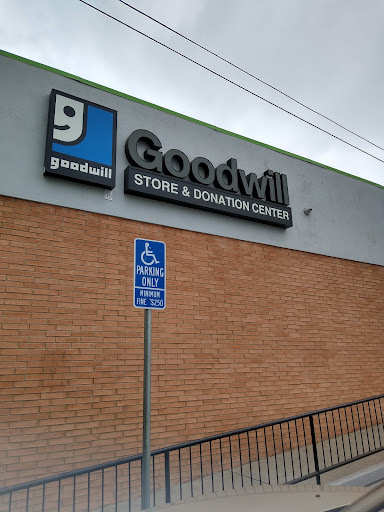 g
goodwill
Goodwill
STORE & DONATION CENTER
PARKING
ONLY
MINIMUM
FINE $250